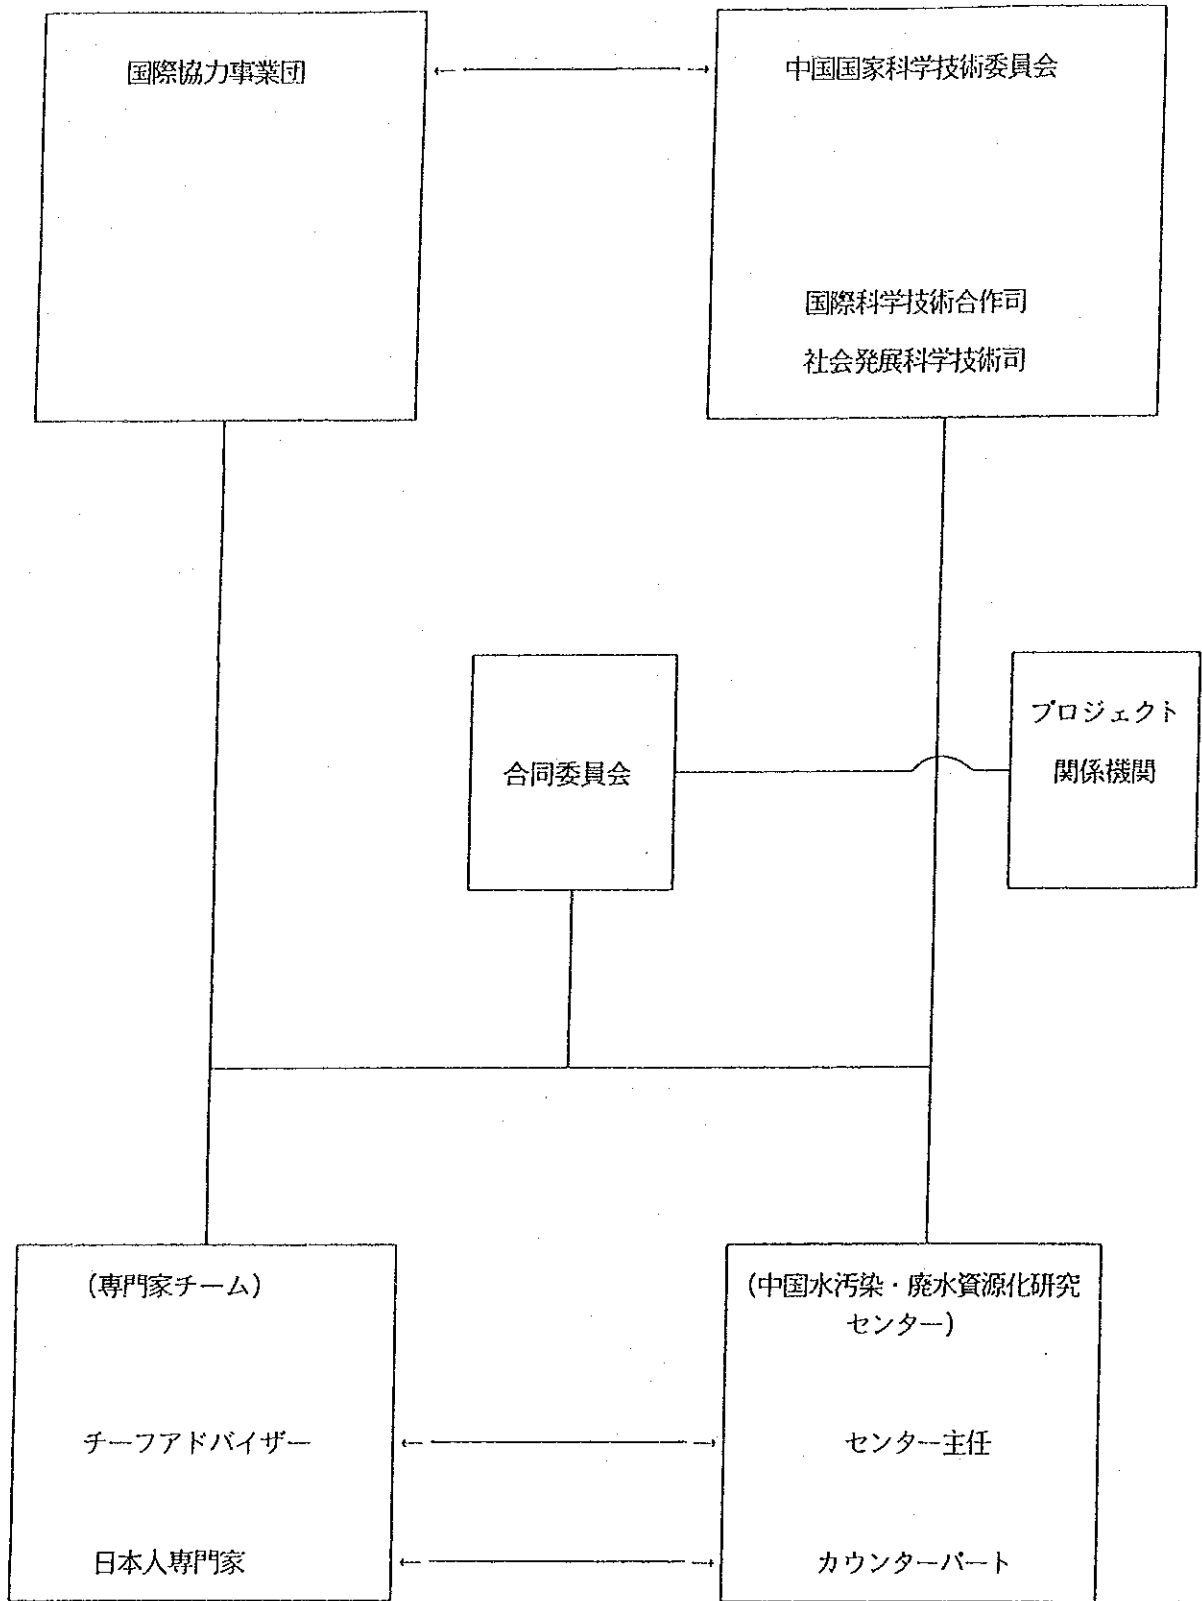 国際協力事業団
中国国家科学技術委員会
国際科学技術合作司
社会発展科学技術司
合同委員会
プロジェクト
関係機関
(専門家チーム)
チーフアドバイザー
日本人専門家
(中国水汚染・廃水資源化研究
センター)
センター主任
カウンターパート